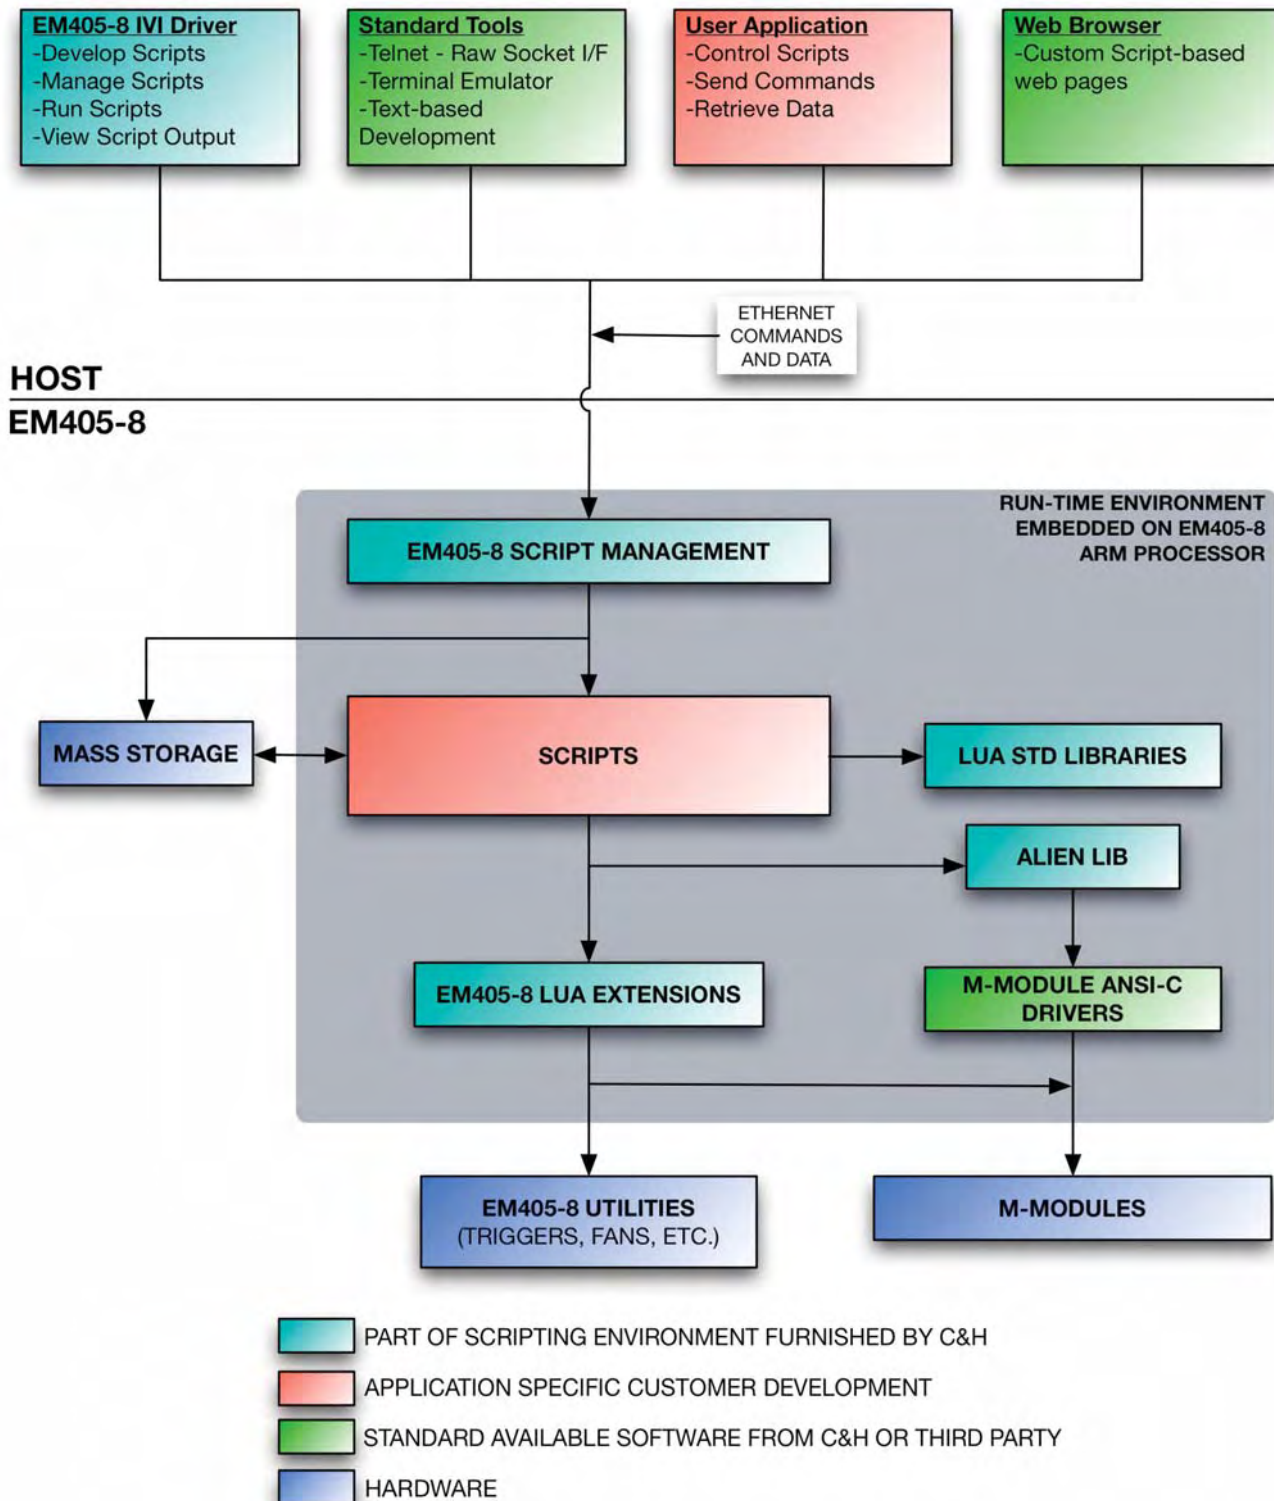 EM405-8 IVI Driver
-Develop Scripts
-Manage Scripts
-Run Scripts
-View Script Output
Standard Tools
-Telnet - Raw Socket I/F
-Terminal Emulator
-Text-based
Development
User Application
-Control Scripts
-Send Commands
-Retrieve Data
Web Browser
-Custom Script-based
web pages
ETHERNET
COMMANDS
AND DATA
HOST
EM405-8
RUN-TIME ENVIRONMENT
EMBEDDED ON EM405-8
ARM PROCESSOR
EM405-8 SCRIPT MANAGEMENT
MASS STORAGE
SCRIPTS
LUA STD LIBRARIES
ALIEN LIB
EM405-8 LUA EXTENSIONS
M-MODULE ANSI-C
DRIVERS
EM405-8 UTILITIES
(TRIGGERS, FANS, ETC.)
M-MODULES
PART OF SCRIPTING ENVIRONMENT FURNISHED BY C&H
APPLICATION SPECIFIC CUSTOMER DEVELOPMENT
STANDARD AVAILABLE SOFTWARE FROM C&H OR THIRD PARTY
HARDWARE